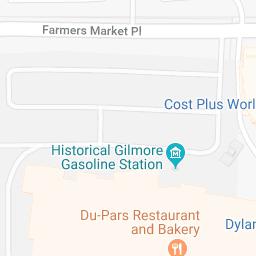 Farmers Market Pl
Cost Plus Worl
Historical Gilmore
Gasoline Station
Du-Pars Restaurant
and Bakery
Dylan